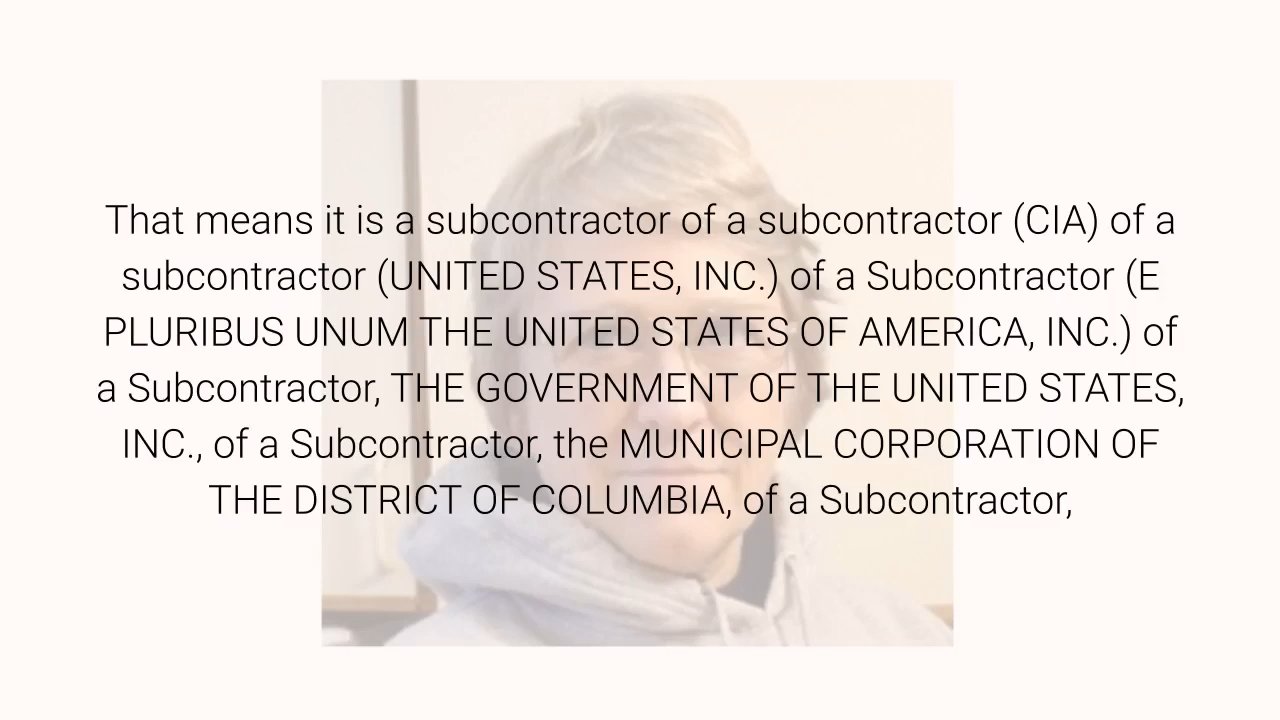 That means it is a subcontractor of a subcontractor (CIA) of a
subcontractor (UNITED STATES, INC.) of a Subcontractor (E
PLURIBUS UNUM THE UNITED STATES OF AMERICA, INC.) of
a Subcontractor, THE GOVERNMENT OF THE UNITED STATES,
INC., of a Subcontractor, the MUNICIPAL CORPORATION OF
THE DISTRICT OF COLUMBIA, of a Subcontractor,